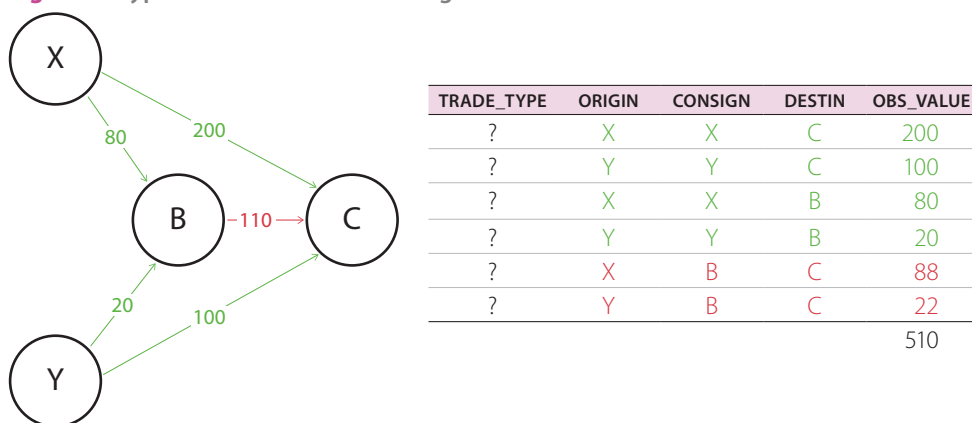 X
80
200
B
110
C
20
100
Y
TRADE_TYPE ORIGIN CONSIGN DESTIN OBS_VALUE
? X X C 200
? Y Y C 100
? X X B 80
? Y Y B 20
? X B C 88
? Y B C 22
510